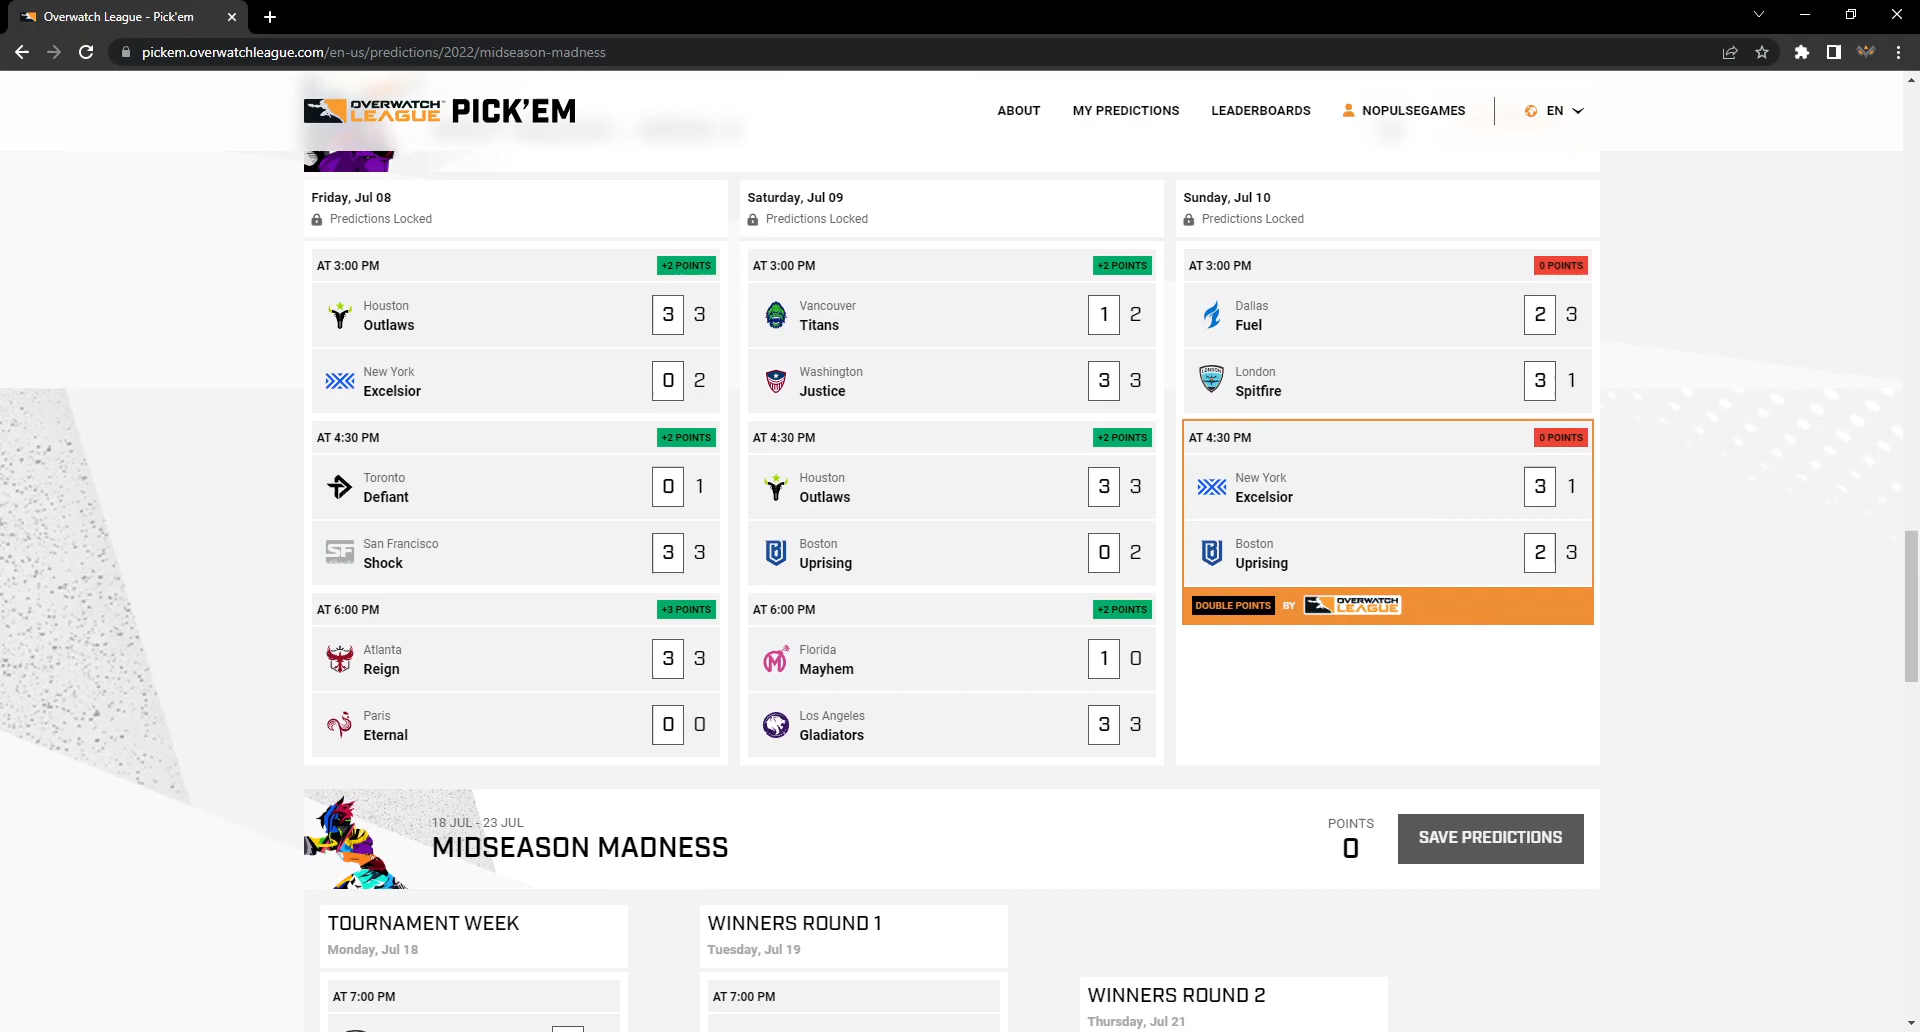 Overwatch League - Pick'em
pickem.overwatchleague.com/en-us/predictions/2022/midseason-madness
OVERWATCH LEAGUE PICK'EM
ABOUT
MY PREDICTIONS
LEADERBOARDS
NOPULSEGAMES
EN
Friday, Jul 08
Predictions Locked
AT 3:00 PM +2 POINTS
Houston
Outlaws 3 3
New York
Excelsior 0 2
AT 4:30 PM +2 POINTS
Toronto
Defiant 0 1
San Francisco
Shock 3 3
AT 6:00 PM +3 POINTS
Atlanta
Reign 3 3
Paris
Eternal 0 0
Saturday, Jul 09
Predictions Locked
AT 3:00 PM +2 POINTS
Vancouver
Titans 1 2
Washington
Justice 3 3
AT 4:30 PM +2 POINTS
Houston
Outlaws 3 3
Boston
Uprising 0 2
AT 6:00 PM +2 POINTS
Florida
Mayhem 1 0
Los Angeles
Gladiators 3 3
Sunday, Jul 10
Predictions Locked
AT 3:00 PM 0 POINTS
Dallas
Fuel 2 3
London
Spitfire 3 1
AT 4:30 PM 0 POINTS
New York
Excelsior 3 1
Boston
Uprising 2 3
DOUBLE POINTS BY OVERWATCH LEAGUE
18 JUL - 23 JUL
MIDSEASON MADNESS
POINTS
0
SAVE PREDICTIONS
TOURNAMENT WEEK
Monday, Jul 18
AT 7:00 PM
WINNERS ROUND 1
Tuesday, Jul 19
AT 7:00 PM
WINNERS ROUND 2
Thursday, Jul 21